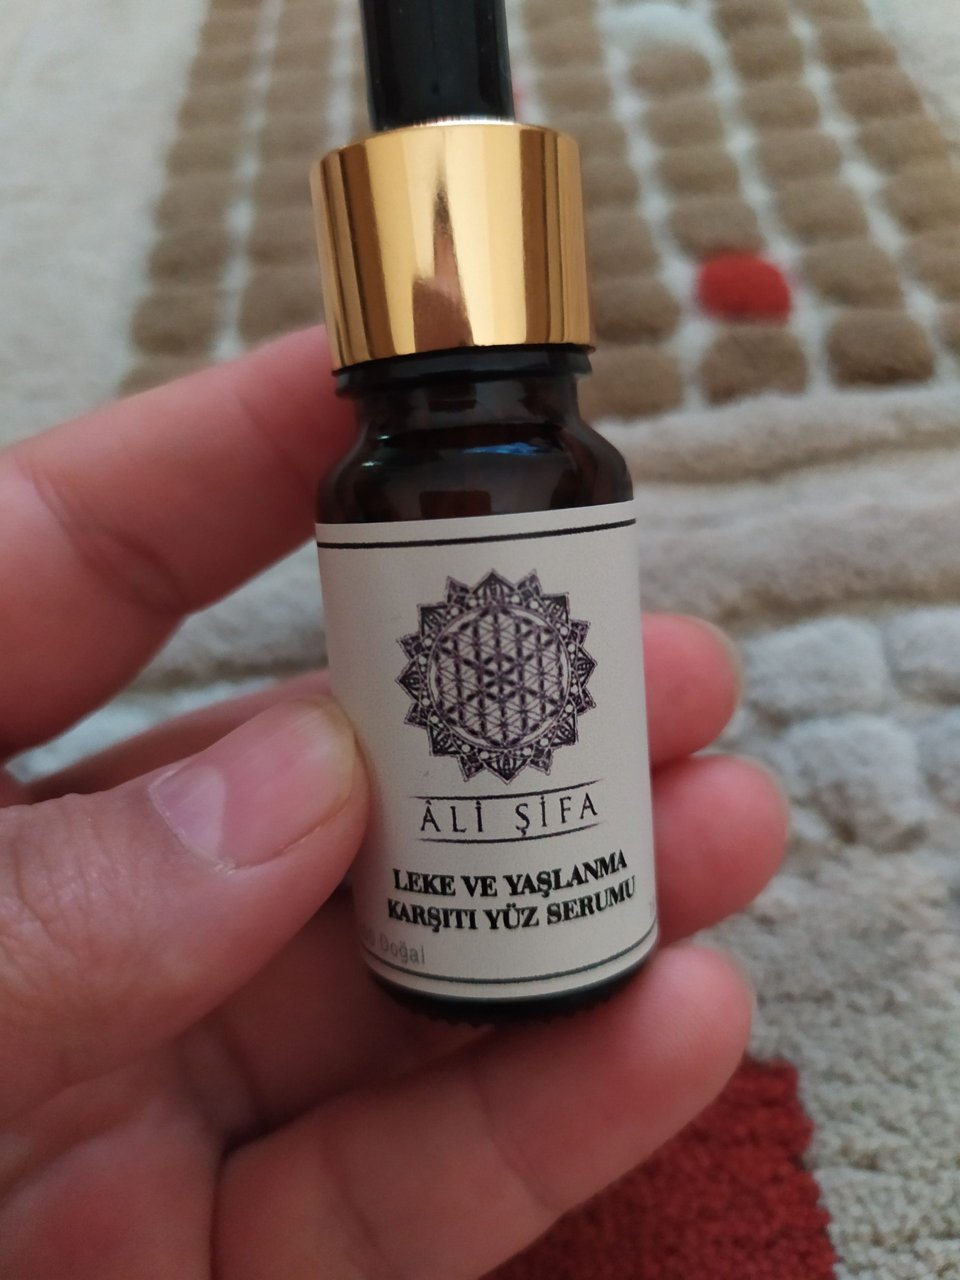 ÂLİ ŞİFA
LEKE VE YAŞLANMA
KARŞITI YÜZ SERUMU
Doğal